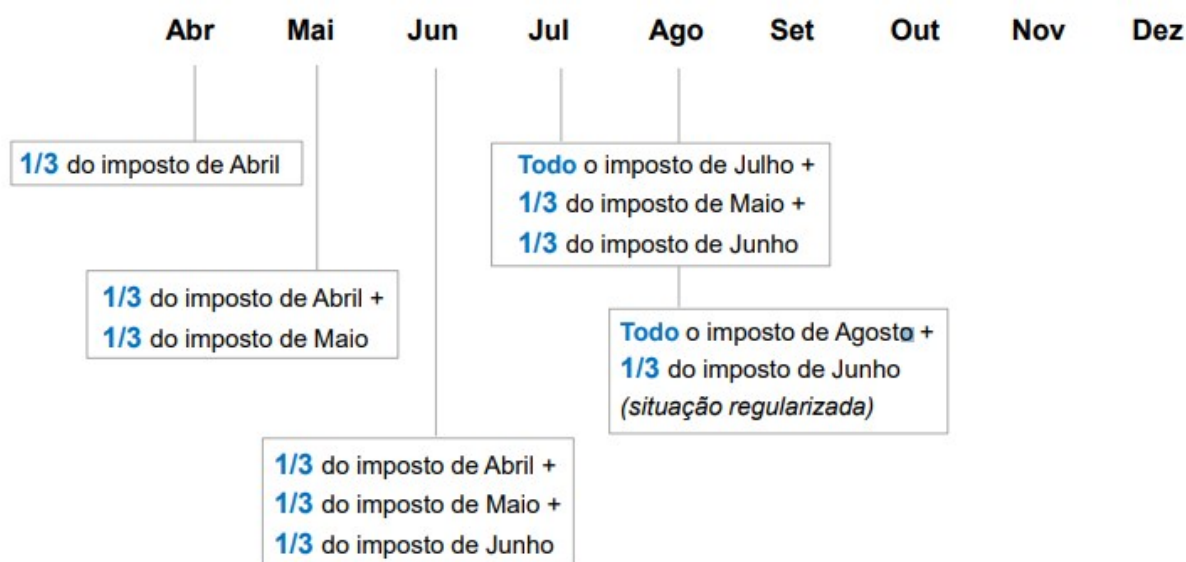 Abr Mai Jun Jul Ago Set Out Nov Dez
1/3 do imposto de Abril
1/3 do imposto de Abril +
1/3 do imposto de Maio
1/3 do imposto de Abril +
1/3 do imposto de Maio +
1/3 do imposto de Junho
Todo o imposto de Julho +
1/3 do imposto de Maio +
1/3 do imposto de Junho
Todo o imposto de Agosto +
1/3 do imposto de Junho
(situação regularizada)